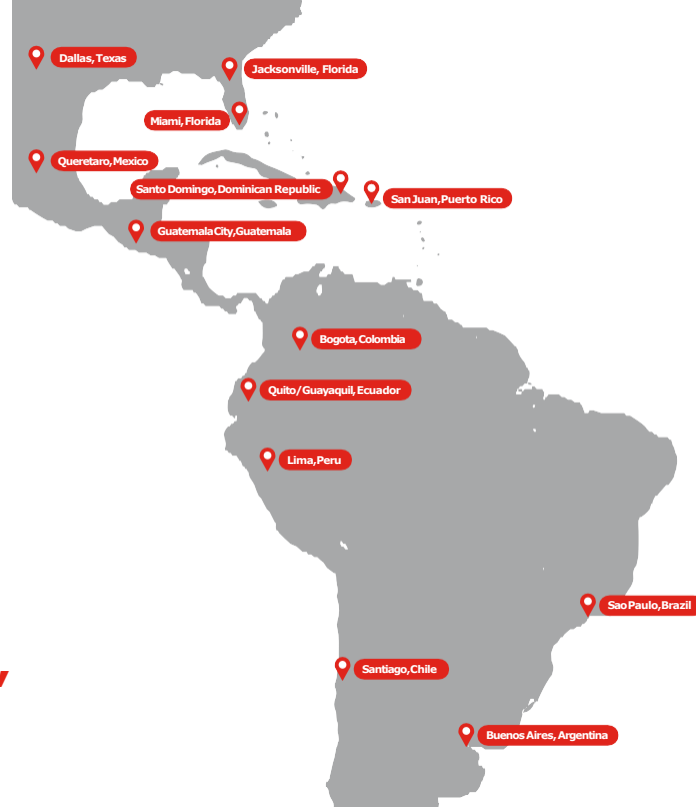 Dallas, Texas
Jacksonville, Florida
Miami, Florida
Queretaro, Mexico
Santo Domingo, Dominican Republic
San Juan, Puerto Rico
Guatemala City, Guatemala
Bogota, Colombia
Quito/Guayaquil, Ecuador
Lima, Peru
Sao Paulo, Brazil
Santiago, Chile
Buenos Aires, Argentina